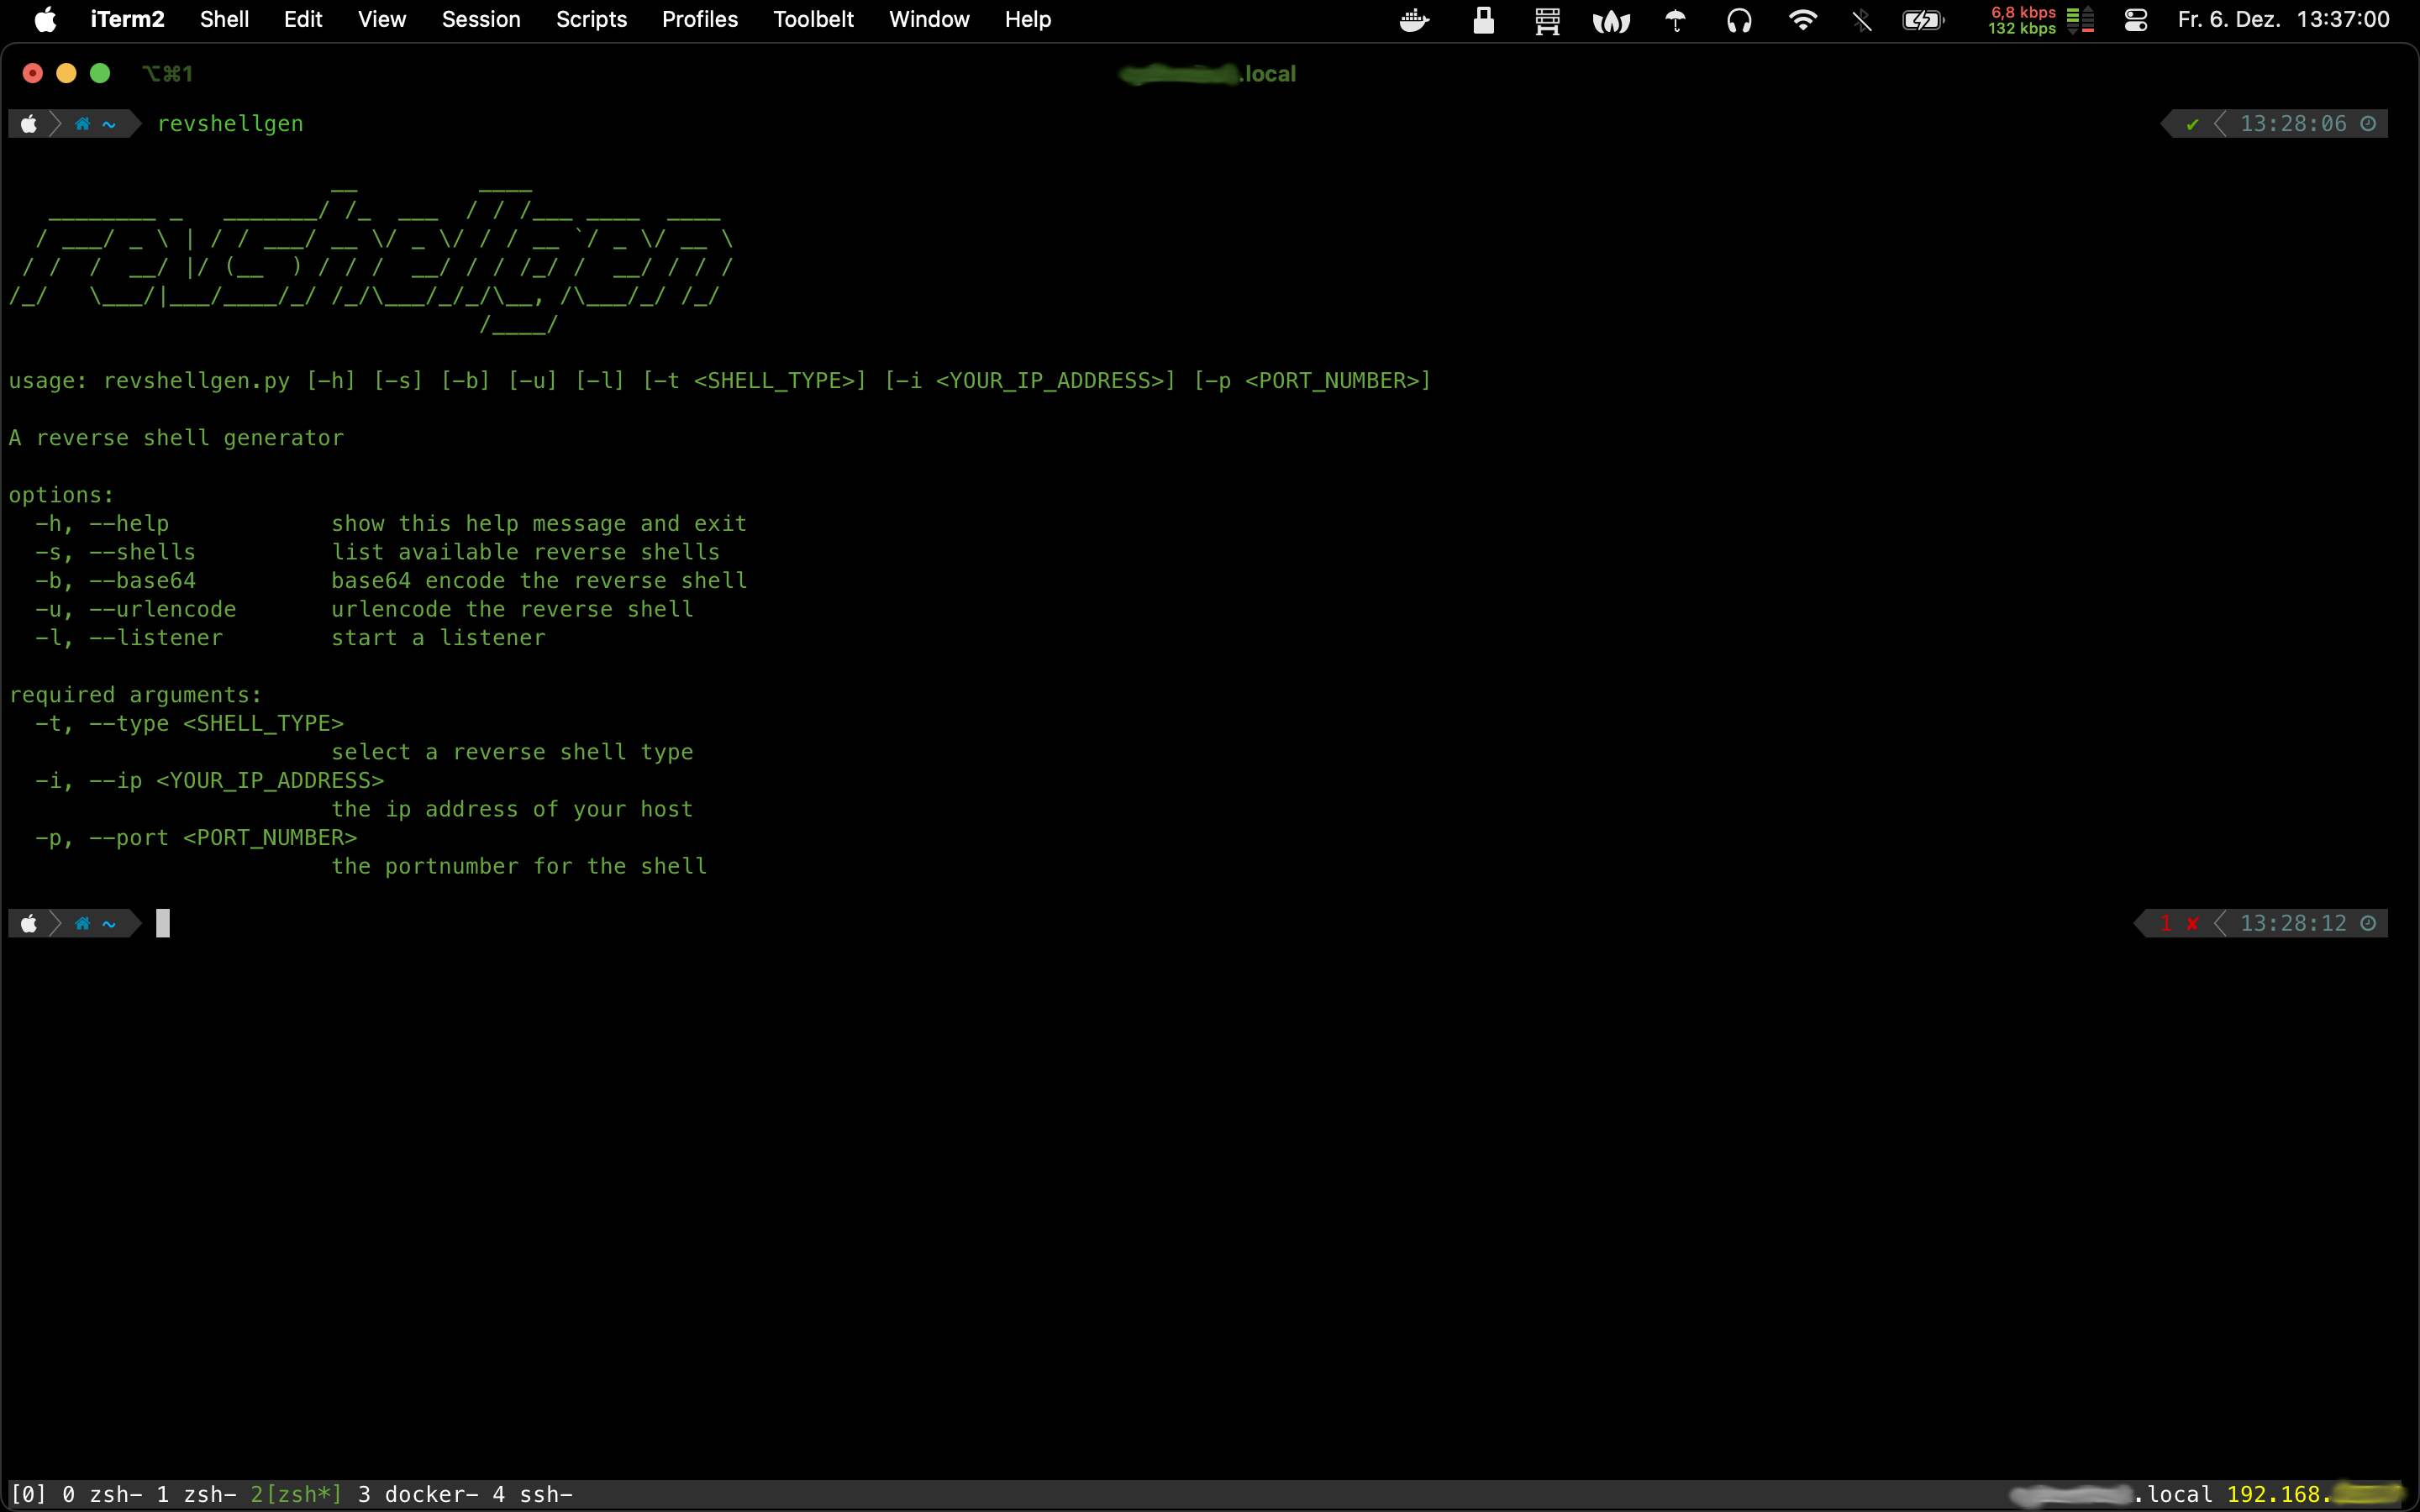 iTerm2 Shell Edit View Session Scripts Profiles Toolbelt Window Help 6,8 kbps 132 kbps Fr. 6. Dez. 13:37:00
⌥⌘1 .local
~ revshellgen ✔ 13:28:06
revshellgen
usage: revshellgen.py [-h] [-s] [-b] [-u] [-l] [-t <SHELL_TYPE>] [-i <YOUR_IP_ADDRESS>] [-p <PORT_NUMBER>]
A reverse shell generator
options:
-h, --help show this help message and exit
-s, --shells list available reverse shells
-b, --base64 base64 encode the reverse shell
-u, --urlencode urlencode the reverse shell
-l, --listener start a listener
required arguments:
-t, --type <SHELL_TYPE>
select a reverse shell type
-i, --ip <YOUR_IP_ADDRESS>
the ip address of your host
-p, --port <PORT_NUMBER>
the portnumber for the shell
~ 1 ✘ 13:28:12
[0] 0 zsh- 1 zsh- 2[zsh*] 3 docker- 4 ssh- .local 192.168.